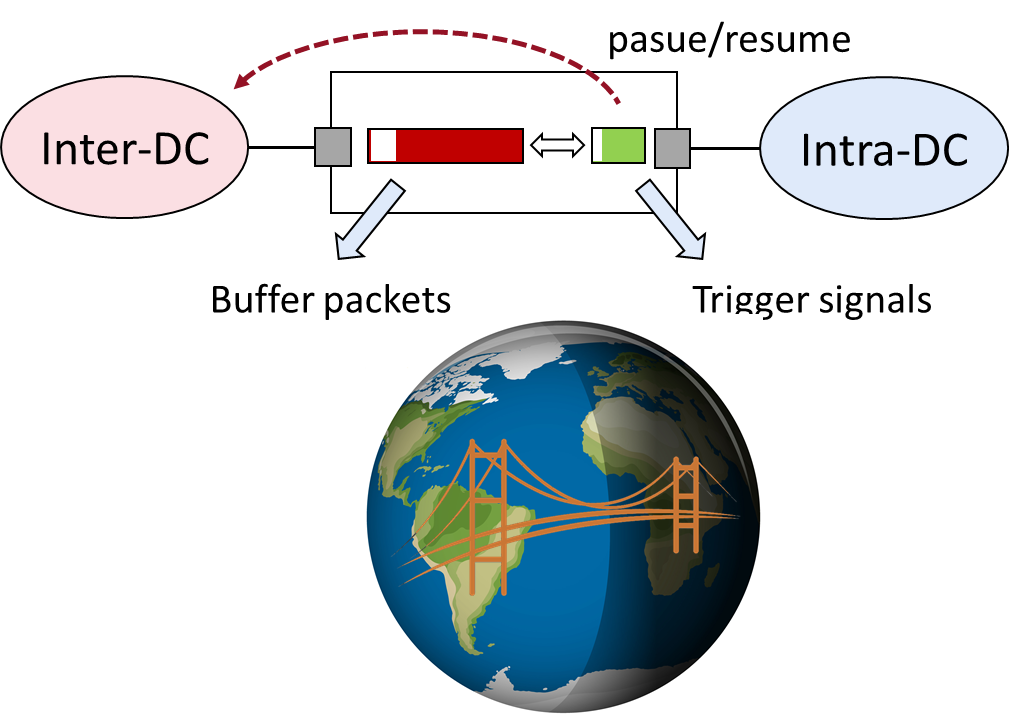 pasue/resume
Inter-DC
Intra-DC
Buffer packets
Trigger signals